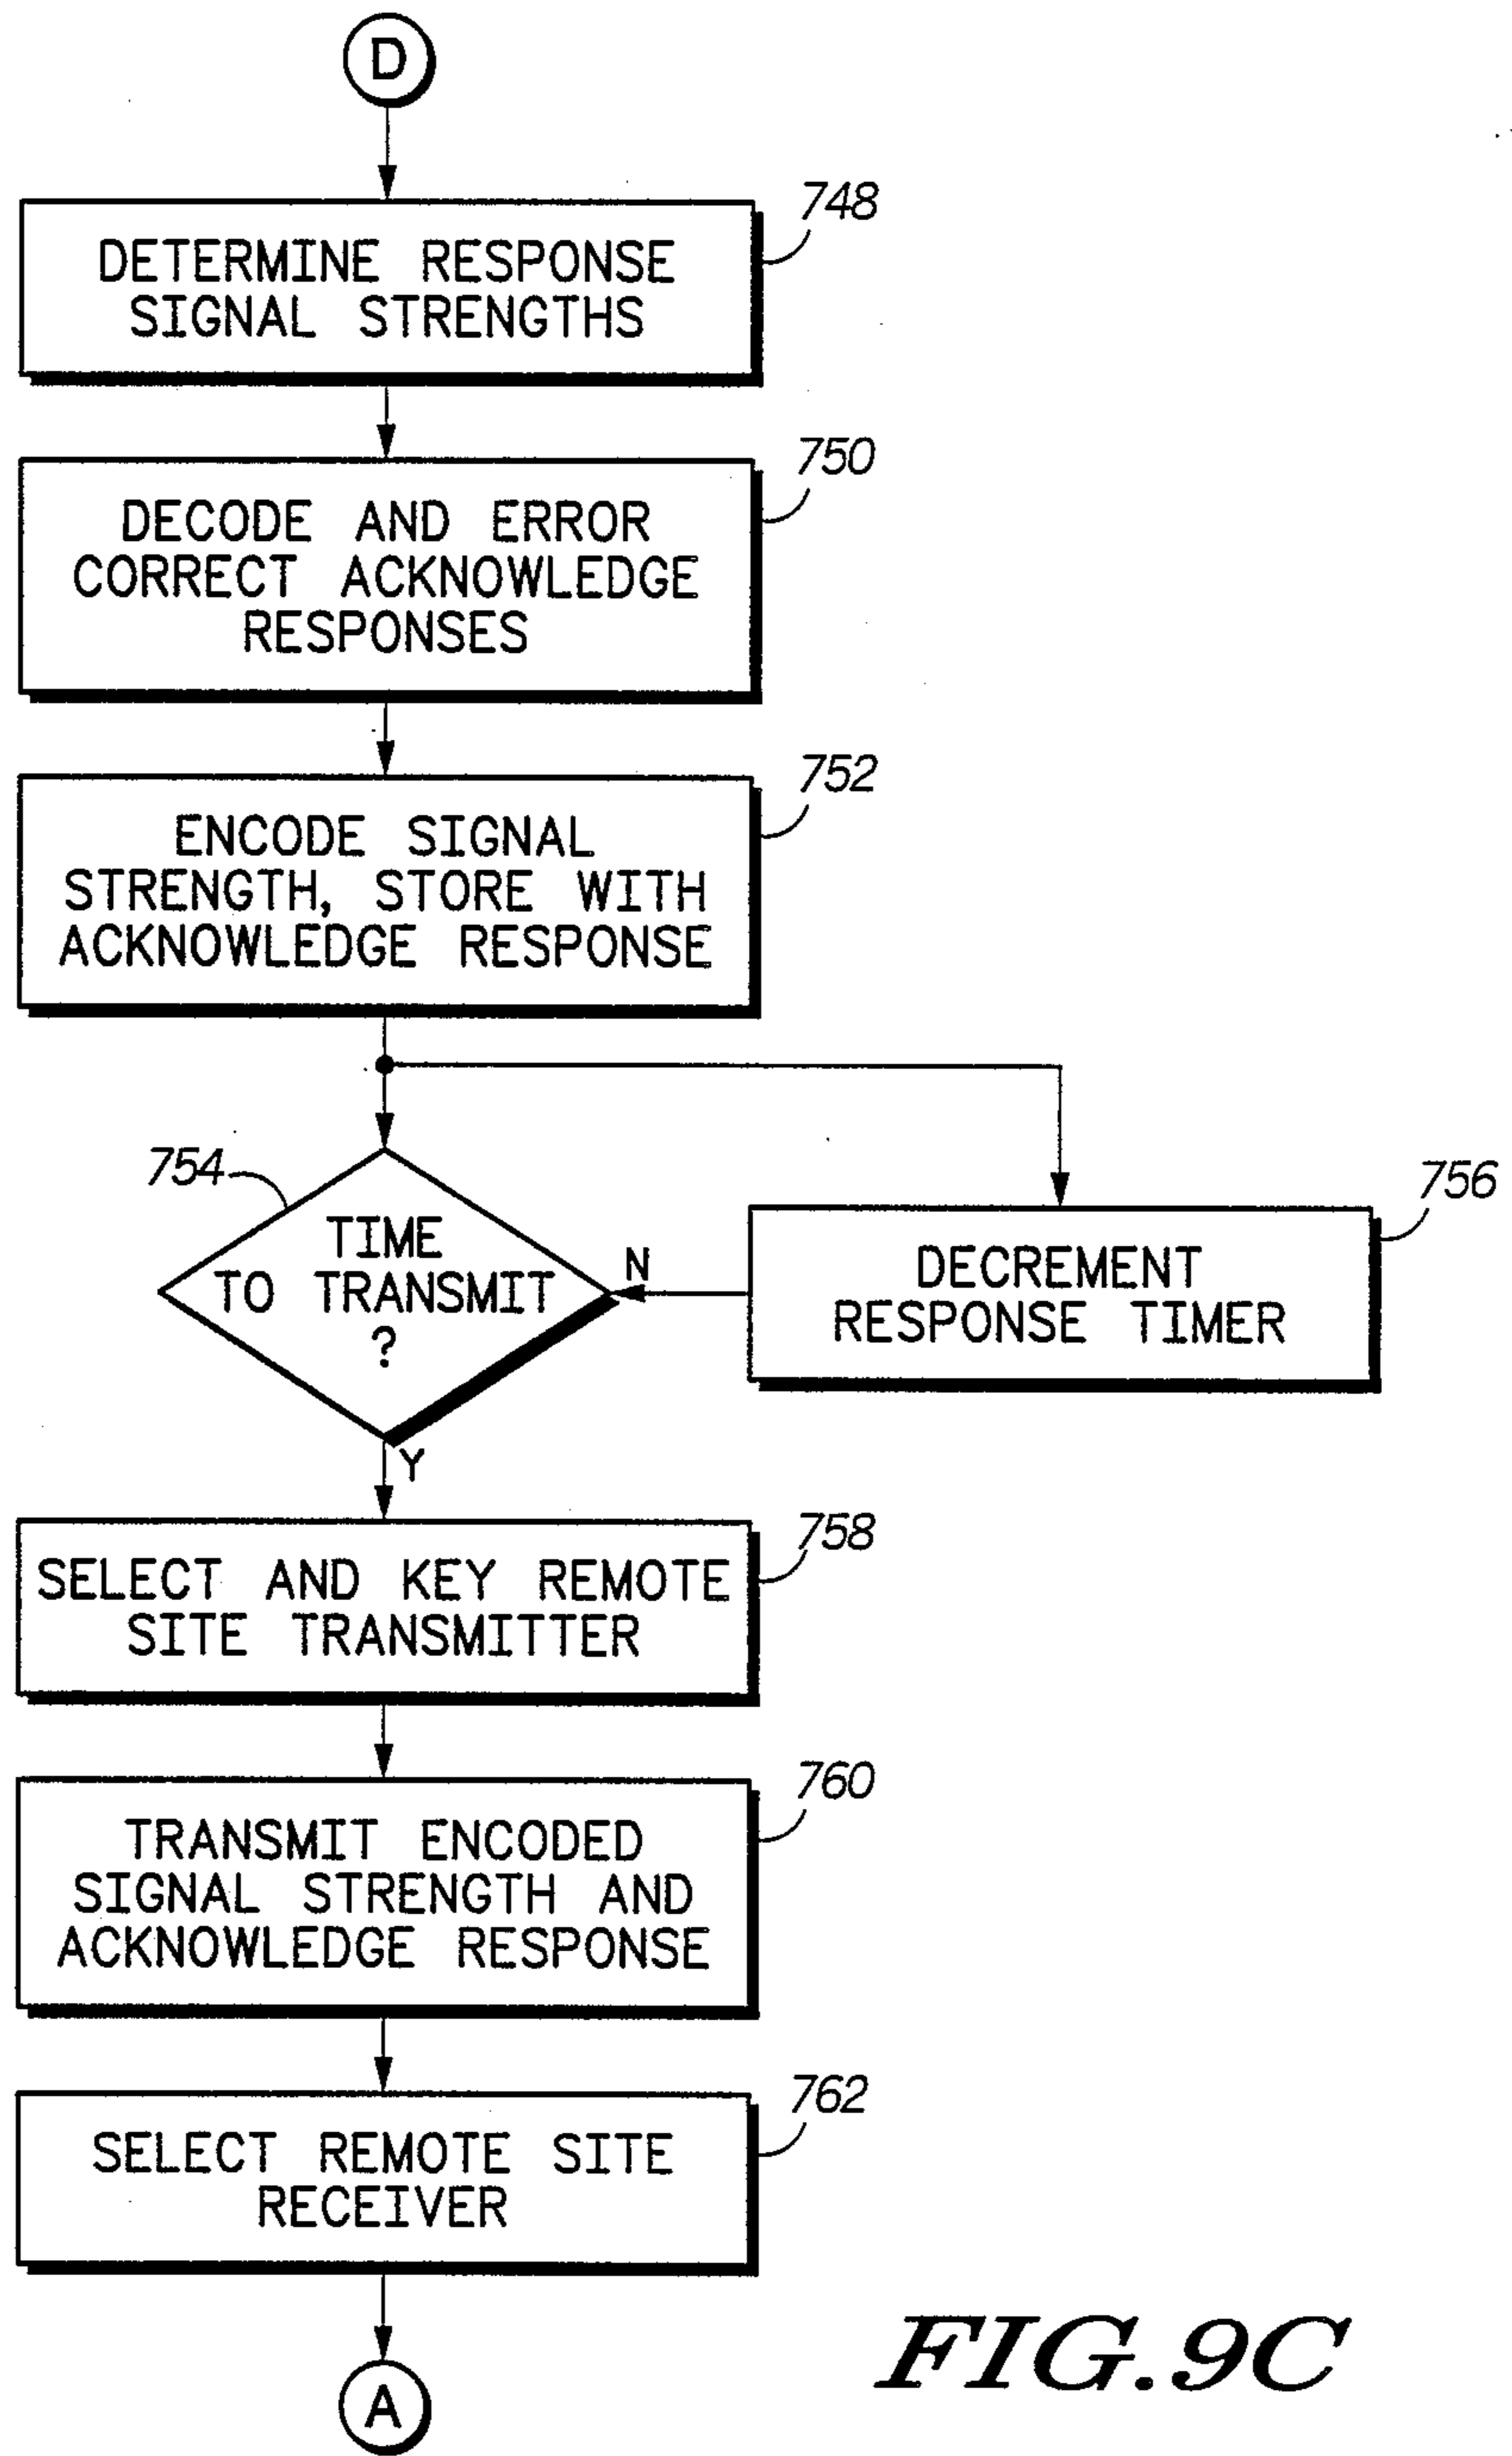 D
748
DETERMINE RESPONSE
SIGNAL STRENGTHS
750
DECODE AND ERROR
CORRECT ACKNOWLEDGE
RESPONSES
752
ENCODE SIGNAL
STRENGTH, STORE WITH
ACKNOWLEDGE RESPONSE
754
TIME
TO TRANSMIT
?
N
756
DECREMENT
RESPONSE TIMER
Y
758
SELECT AND KEY REMOTE
SITE TRANSMITTER
760
TRANSMIT ENCODED
SIGNAL STRENGTH AND
ACKNOWLEDGE RESPONSE
762
SELECT REMOTE SITE
RECEIVER
A
FIG.9C